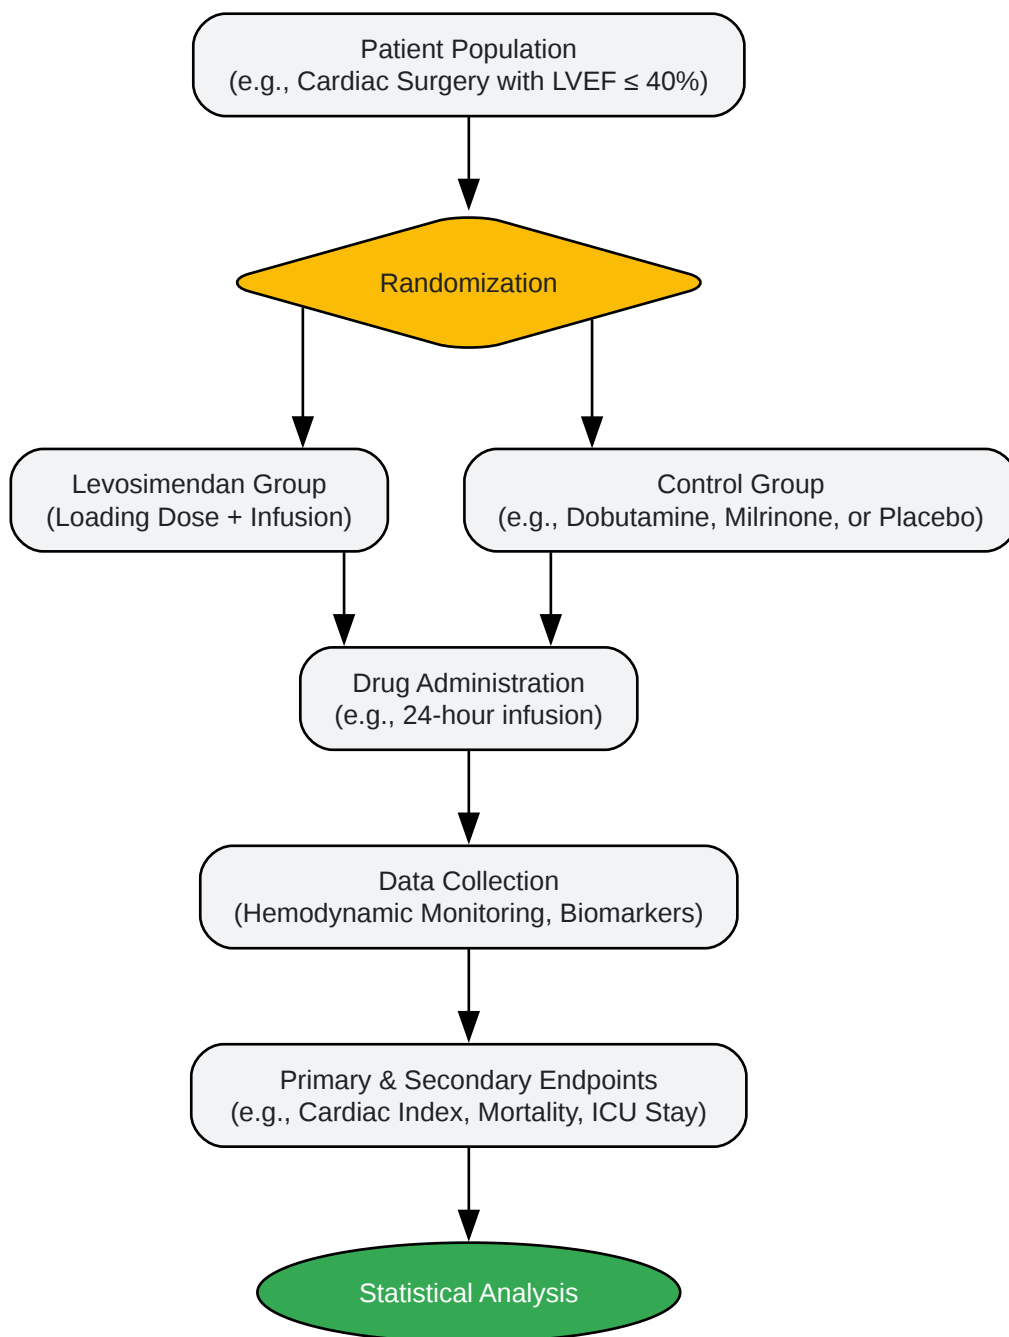 Patient Population
(e.g., Cardiac Surgery with LVEF ≤ 40%)
Randomization
Levosimendan Group
(Loading Dose + Infusion)
Control Group
(e.g., Dobutamine, Milrinone, or Placebo)
Drug Administration
(e.g., 24-hour infusion)
Data Collection
(Hemodynamic Monitoring, Biomarkers)
Primary & Secondary Endpoints
(e.g., Cardiac Index, Mortality, ICU Stay)
Statistical Analysis